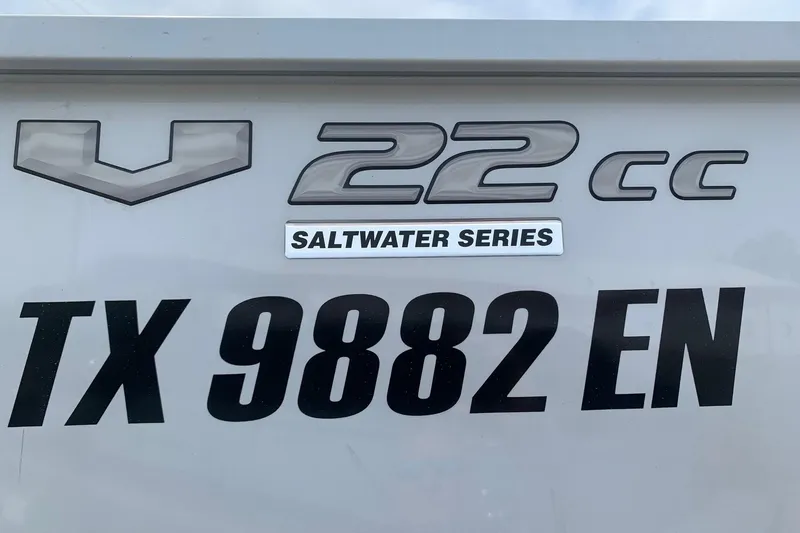 V 22 CC
SALTWATER SERIES
TX 9882 EN